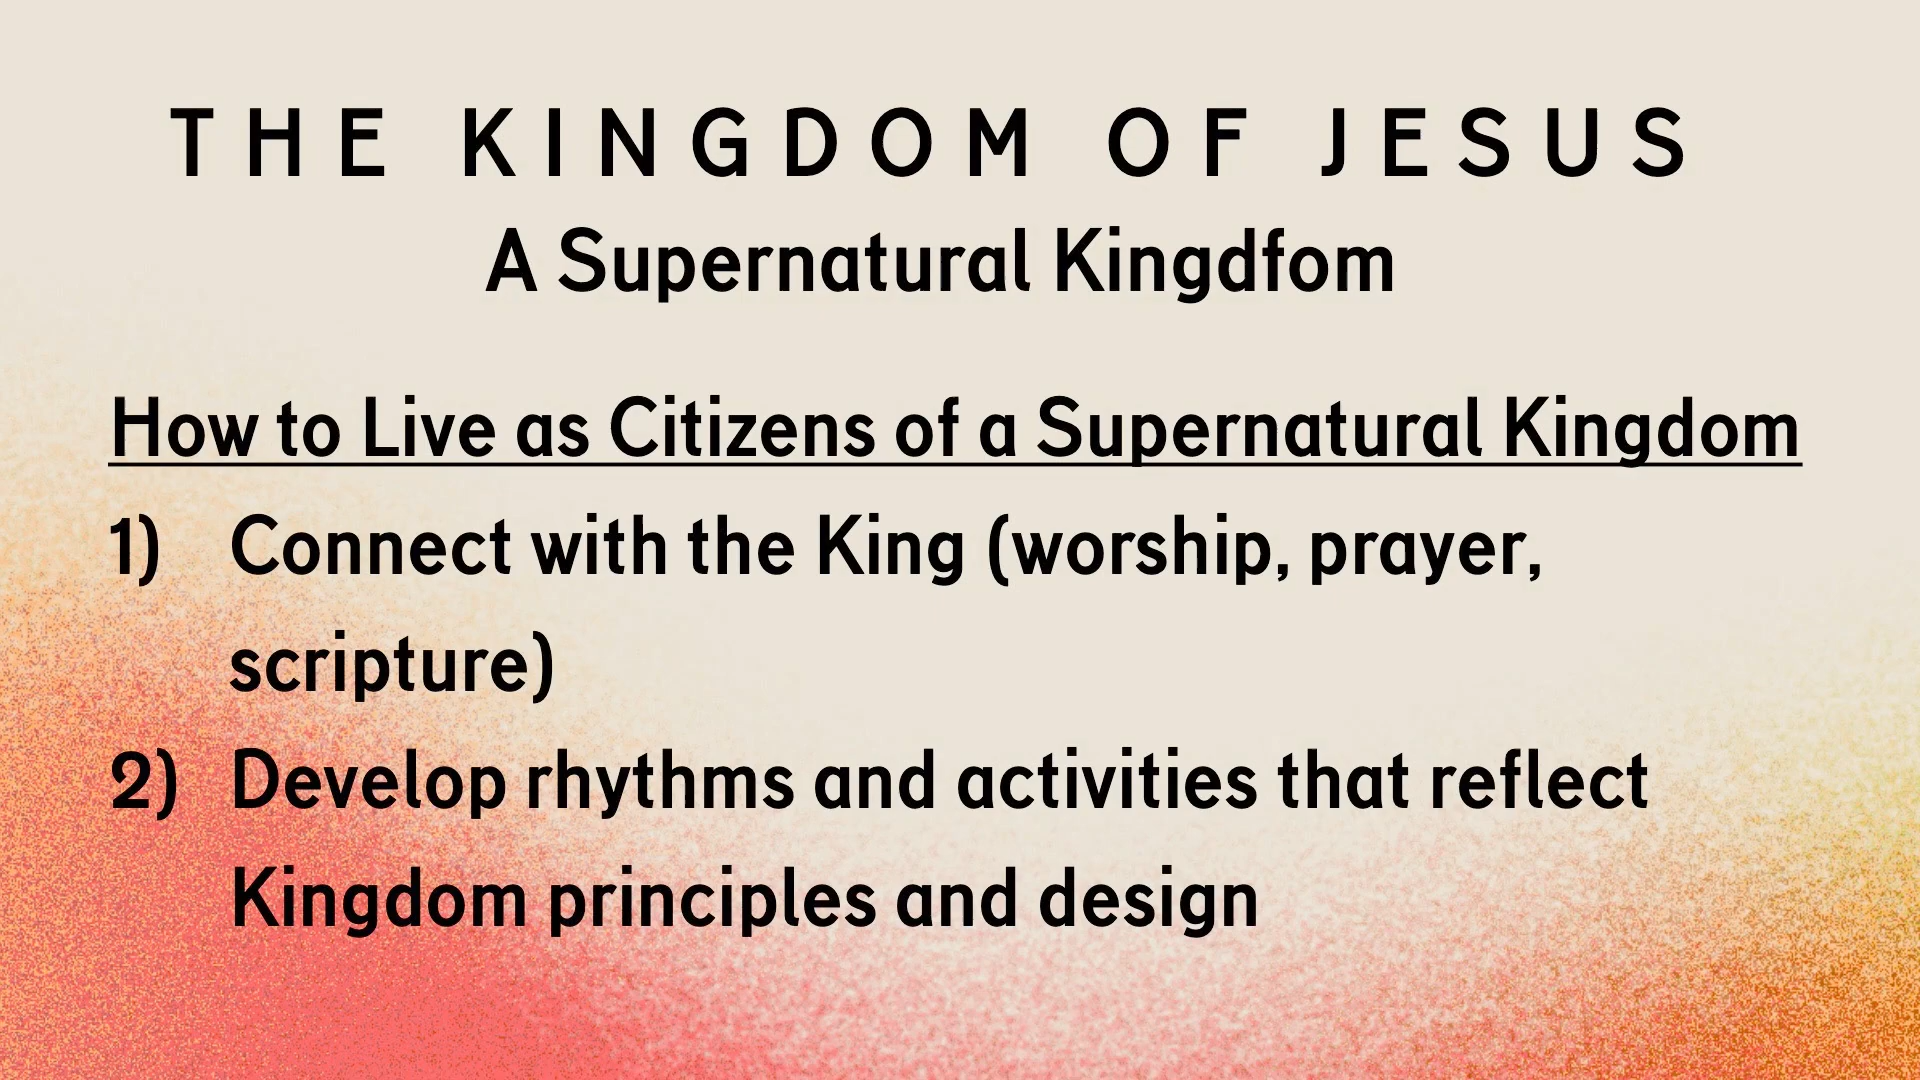 THE KINGDOM OF JESUS
A Supernatural Kingdfom
How to Live as Citizens of a Supernatural Kingdom
1) Connect with the King (worship, prayer,
scripture)
2) Develop rhythms and activities that reflect
Kingdom principles and design